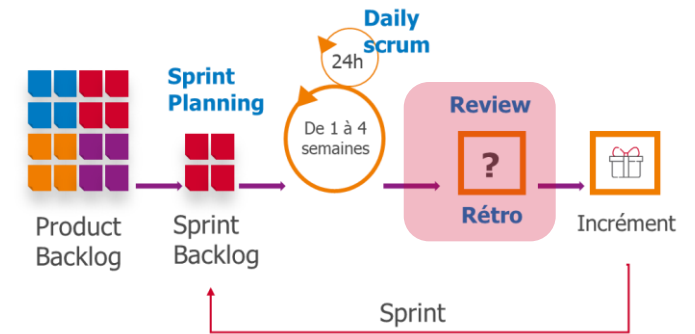 Daily
scrum
24h
Sprint
Planning
De 1 à 4
semaines
Review
?
Rétro
Product
Backlog
Sprint
Backlog
Incrément
Sprint